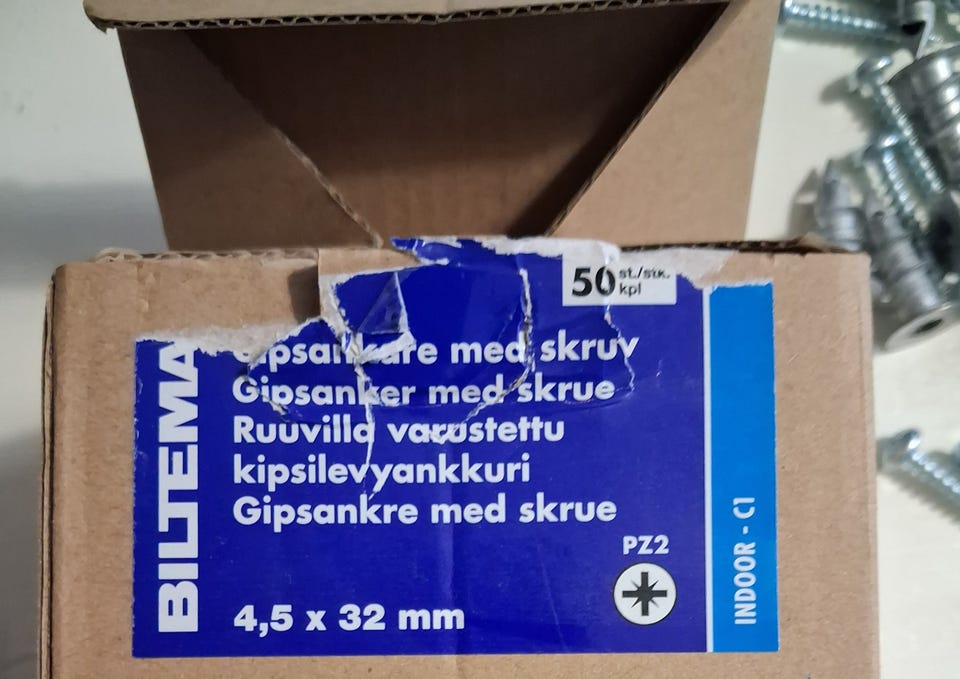 50 st./stk.
kpl
BILTEMA
Gipsankare med skruv
Gipsanker med skrue
Ruuvilla varustettu
kipsilevyankkuri
Gipsankre med skrue
PZ2
4,5 x 32 mm
INDOOR - C1